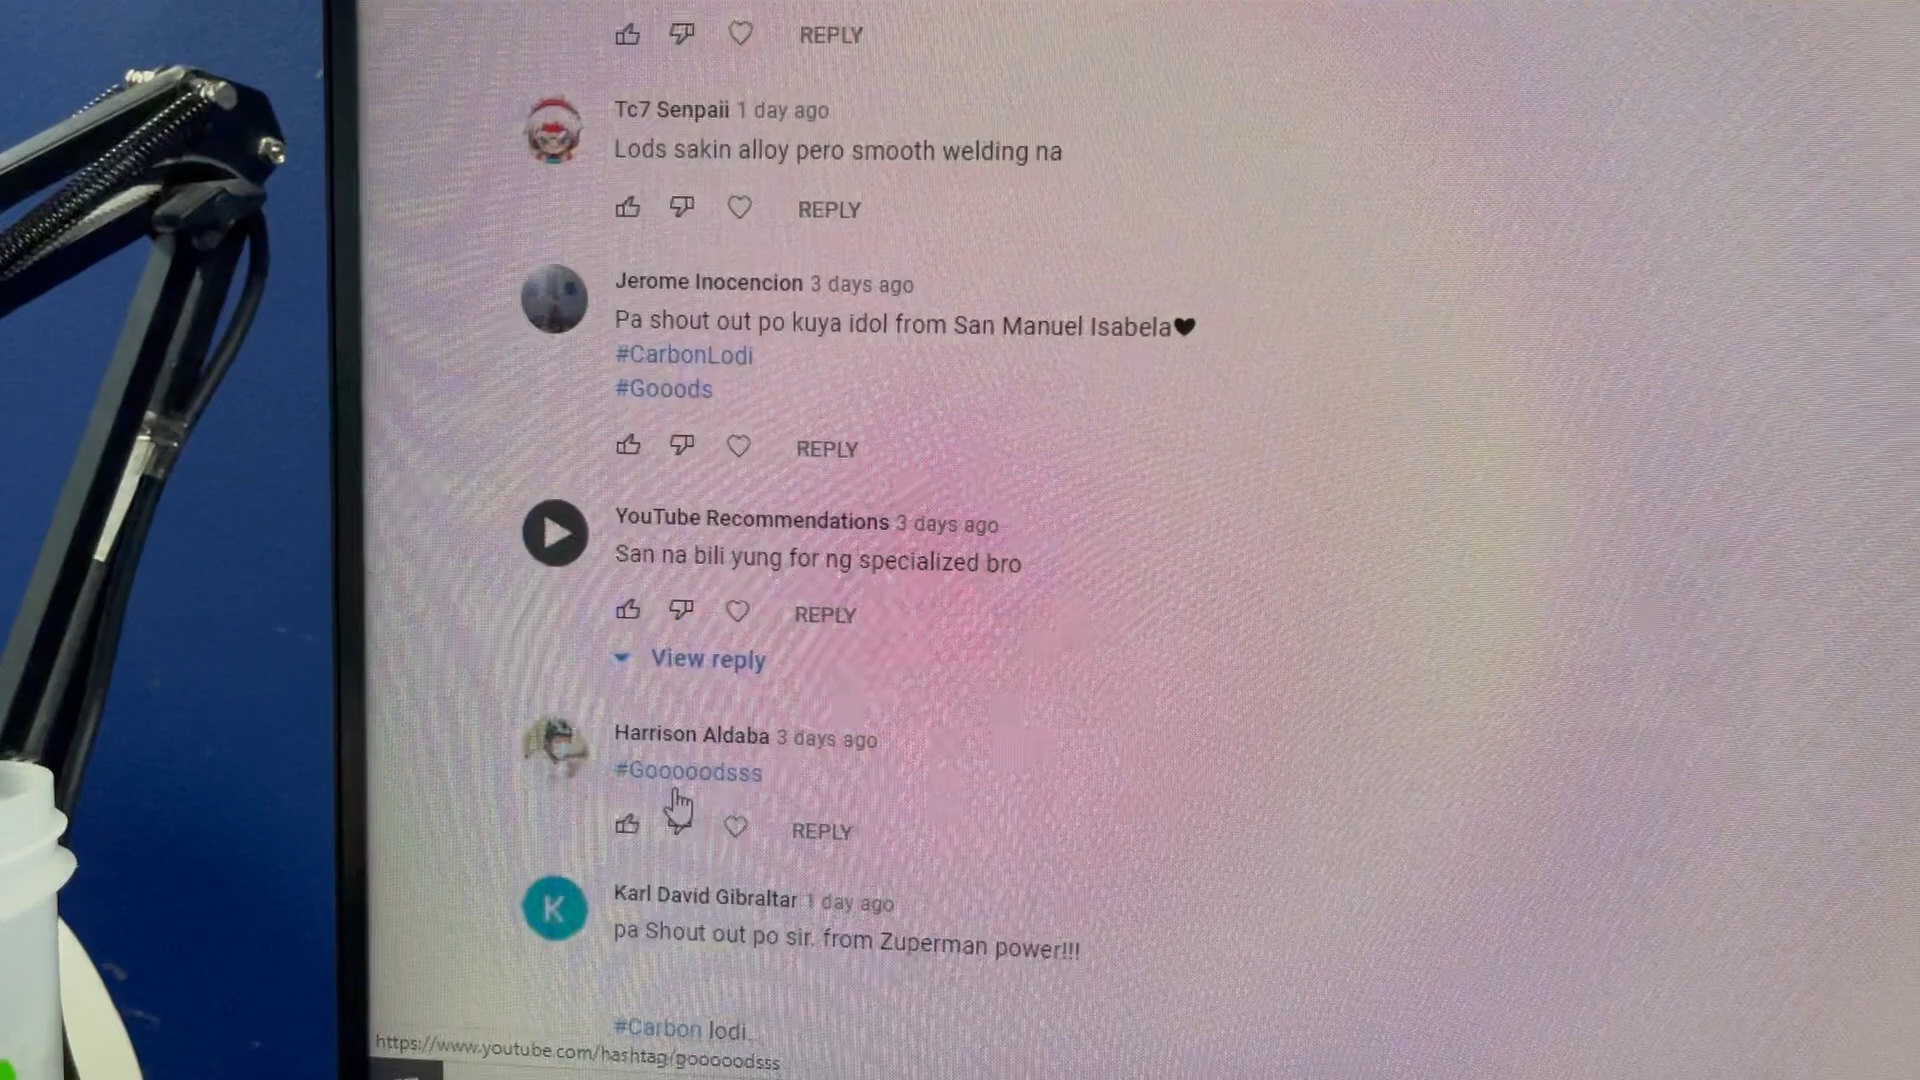 REPLY
Tc7 Senpaii 1 day ago
Lods sakin alloy pero smooth welding na
REPLY
Jerome Inocencion 3 days ago
Pa shout out po kuya idol from San Manuel Isabela🖤
#CarbonLodi
#Gooods
REPLY
YouTube Recommendations 3 days ago
San na bili yung for ng specialized bro
REPLY
View reply
Harrison Aldaba 3 days ago
#Gooooodsss
REPLY
K
Karl David Gibraltar 1 day ago
pa Shout out po sir. from Zuperman power!!!
#Carbon lodi
https://www.youtube.com/hashtag/gooooodsss